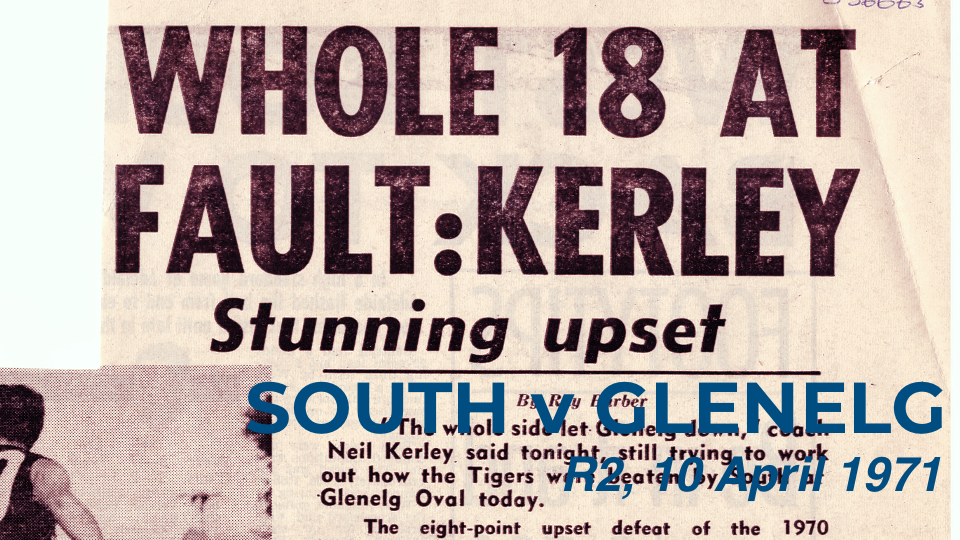 WHOLE 18 AT
FAULT:KERLEY
Stunning upset
By Ray Barber
SOUTH v GLENELG
"The whole side let Glenelg down," coach
Neil Kerley said tonight, still trying to work
R2, 10 April 1971
out how the Tigers were beaten by South at
Glenelg Oval today.
The eight-point upset defeat of the 1970